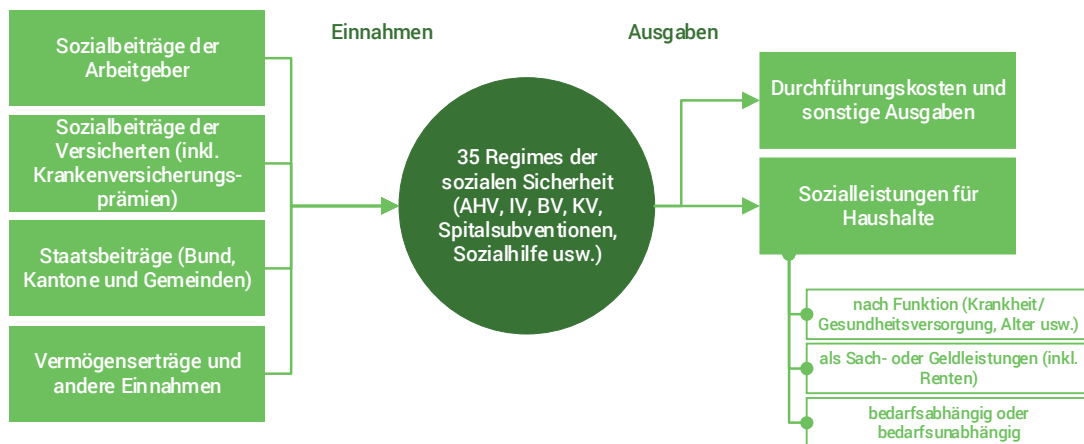 Einnahmen
Ausgaben
Sozialbeiträge der
Arbeitgeber
Sozialbeiträge der
Versicherten (inkl.
Krankenversicherungs-
prämien)
Staatsbeiträge (Bund,
Kantone und Gemeinden)
Vermögenserträge und
andere Einnahmen
35 Regimes der
sozialen Sicherheit
(AHV, IV, BV, KV,
Spitalsubventionen,
Sozialhilfe usw.)
Durchführungskosten und
sonstige Ausgaben
Sozialleistungen für
Haushalte
nach Funktion (Krankheit/
Gesundheitsversorgung, Alter usw.)
als Sach- oder Geldleistungen (inkl.
Renten)
bedarfsabhängig oder
bedarfsunabhängig